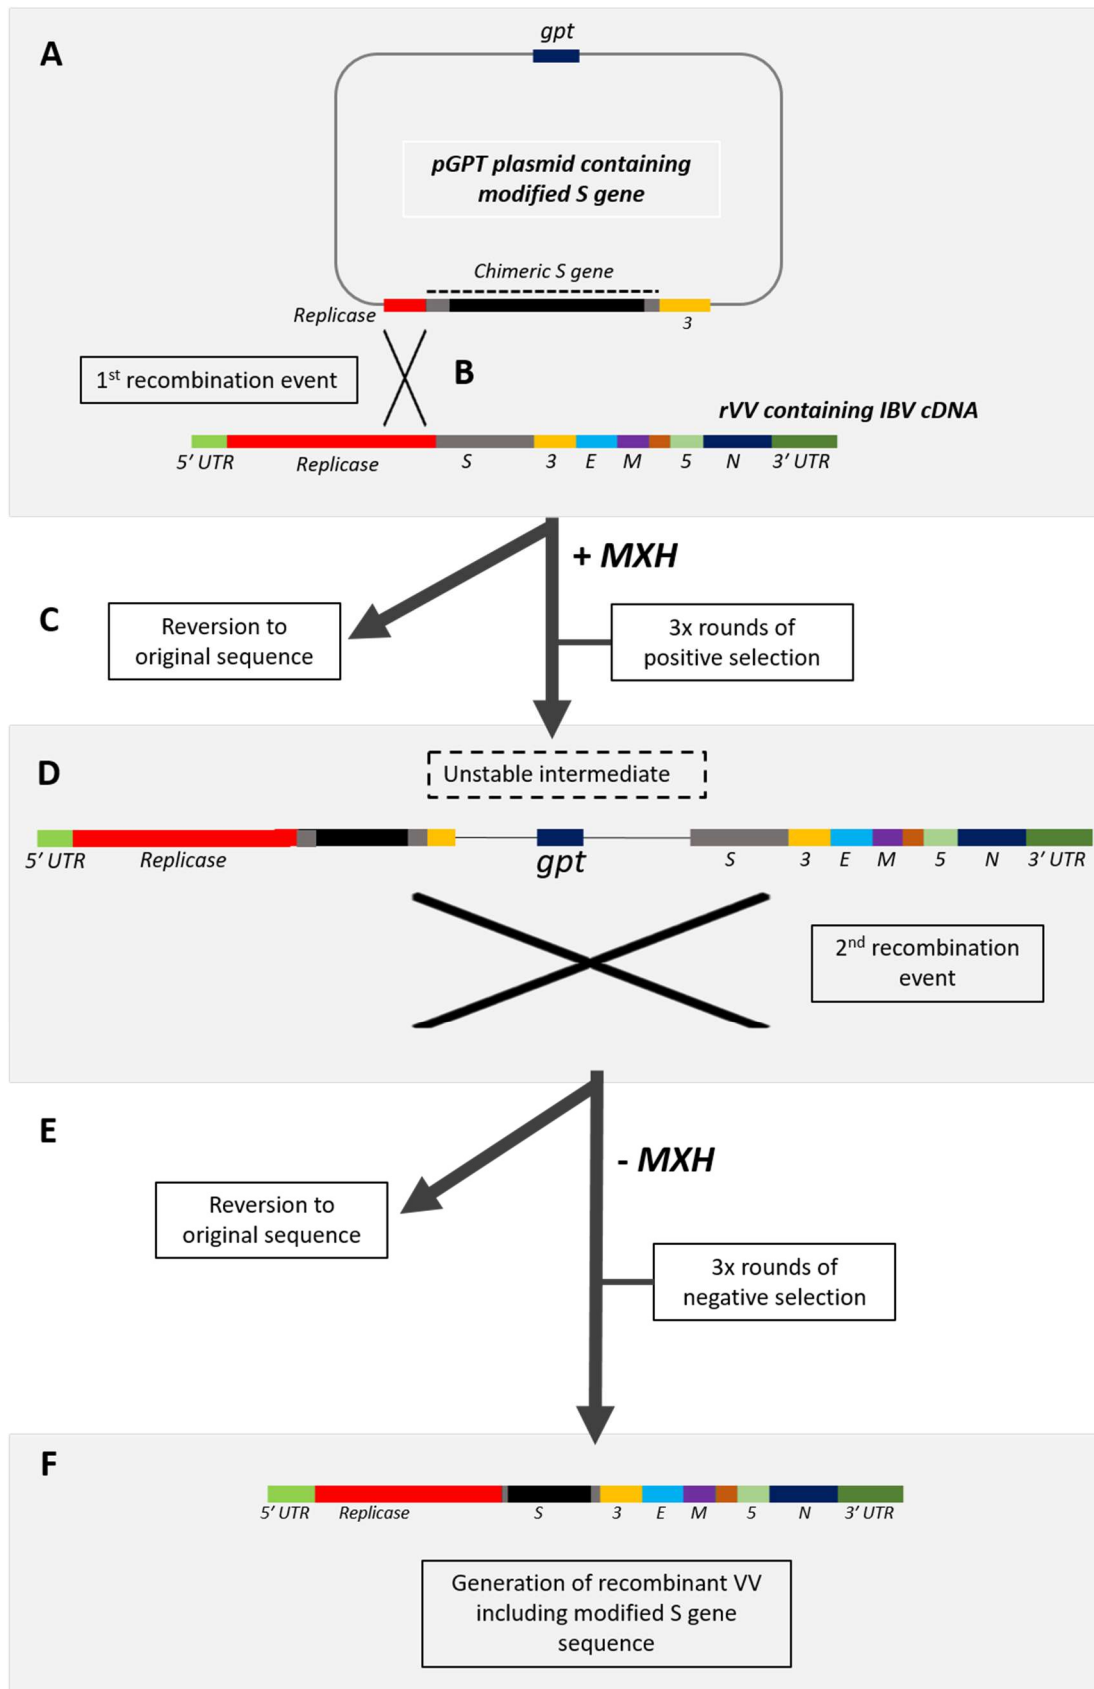 A
gpt
pGPT plasmid containing
modified S gene
Chimeric S gene
Replicase
3
1st recombination event
B
rVV containing IBV cDNA
5' UTR Replicase S 3 E M 5 N 3' UTR
+ MXH
C
Reversion to
original sequence
3x rounds of
positive selection
D
Unstable intermediate
5' UTR Replicase gpt S 3 E M 5 N 3' UTR
2nd recombination
event
E
- MXH
Reversion to
original sequence
3x rounds of
negative selection
F
5' UTR Replicase S 3 E M 5 N 3' UTR
Generation of recombinant VV
including modified S gene
sequence